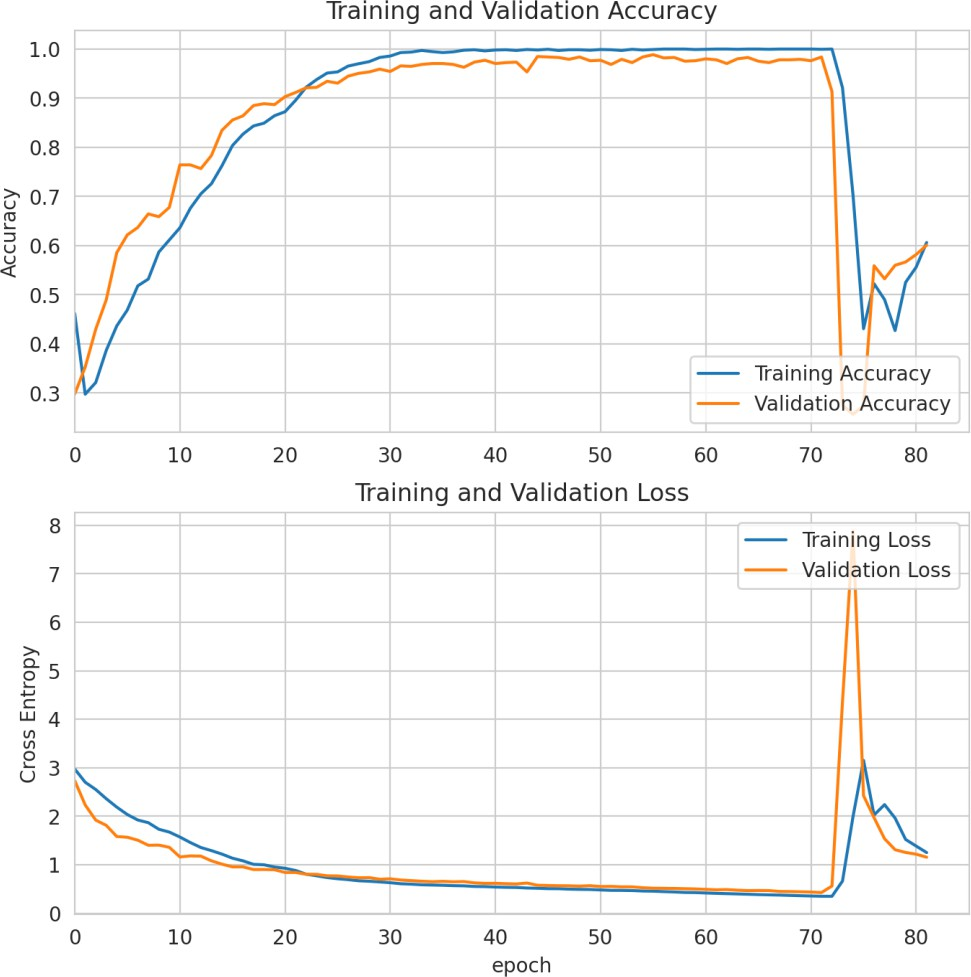 Training and Validation Accuracy
Accuracy
1.0
0.9
0.8
0.7
0.6
0.5
0.4
0.3
Training Accuracy
Validation Accuracy
0 10 20 30 40 50 60 70 80
Training and Validation Loss
Cross Entropy
8
7
6
5
4
3
2
1
0
Training Loss
Validation Loss
0 10 20 30 40 50 60 70 80
epoch